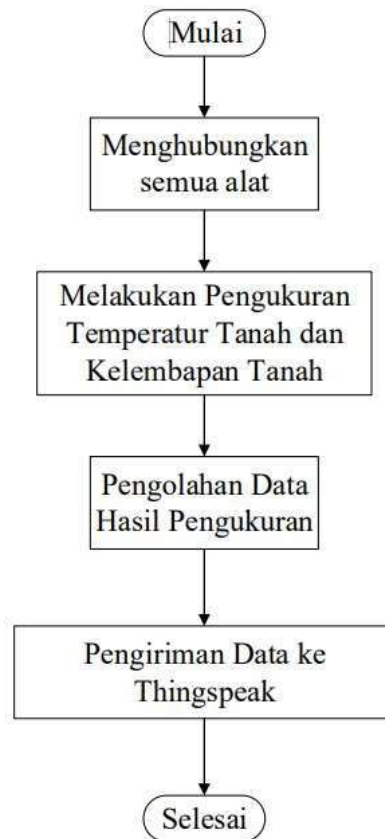 Mulai
Menghubungkan
semua alat
Melakukan Pengukuran
Temperatur Tanah dan
Kelembapan Tanah
Pengolahan Data
Hasil Pengukuran
Pengiriman Data ke
Thingspeak
Selesai